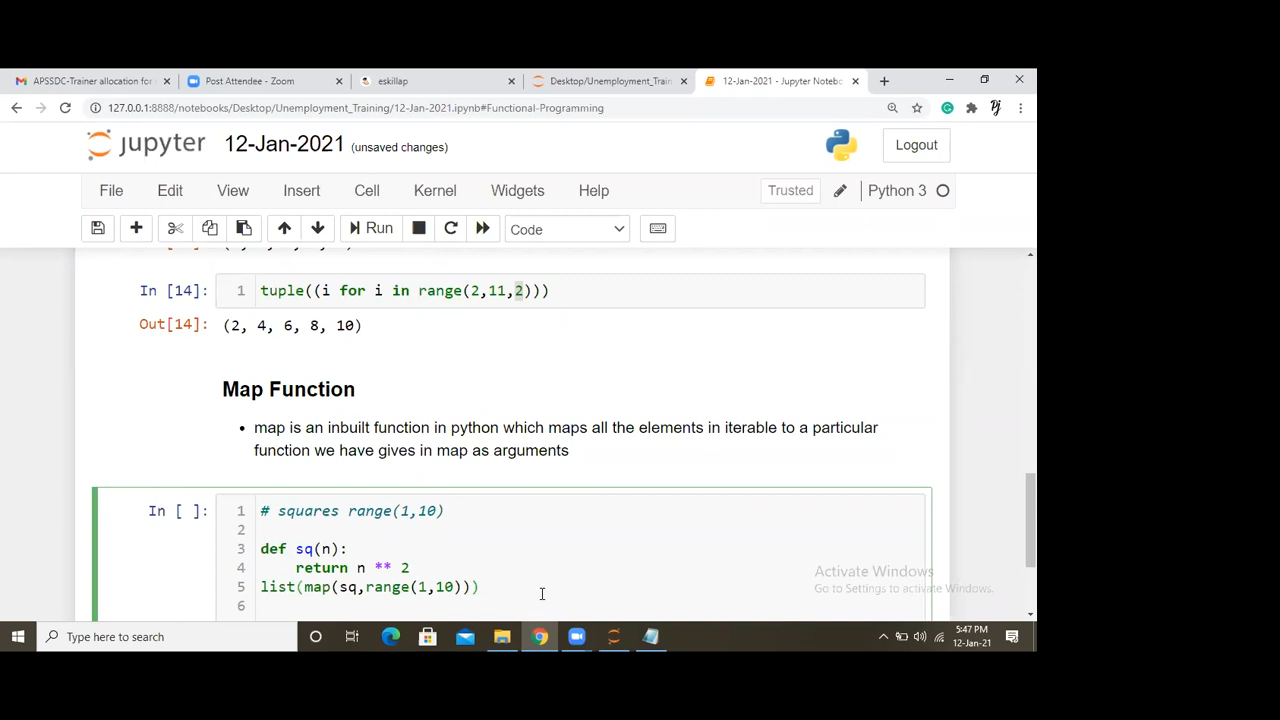 APSSDC-Trainer allocation for
Post Attendee - Zoom
eskillap
Desktop/Unemployment_Train
12-Jan-2021 - Jupyter Notebo
127.0.0.1:8888/notebooks/Desktop/Unemployment_Training/12-Jan-2021.ipynb#Functional-Programming
jupyter 12-Jan-2021 (unsaved changes)
Logout
File Edit View Insert Cell Kernel Widgets Help
Trusted Python 3
Run Code
In [14]: 1 tuple((i for i in range(2,11,2)))
Out[14]: (2, 4, 6, 8, 10)
Map Function
• map is an inbuilt function in python which maps all the elements in iterable to a particular
function we have gives in map as arguments
In [ ]: 1 # squares range(1,10)
2
3 def sq(n):
4 return n ** 2
5 list(map(sq,range(1,10)))
6
Activate Windows
Go to Settings to activate Windows.
Type here to search
5:47 PM
12-Jan-21